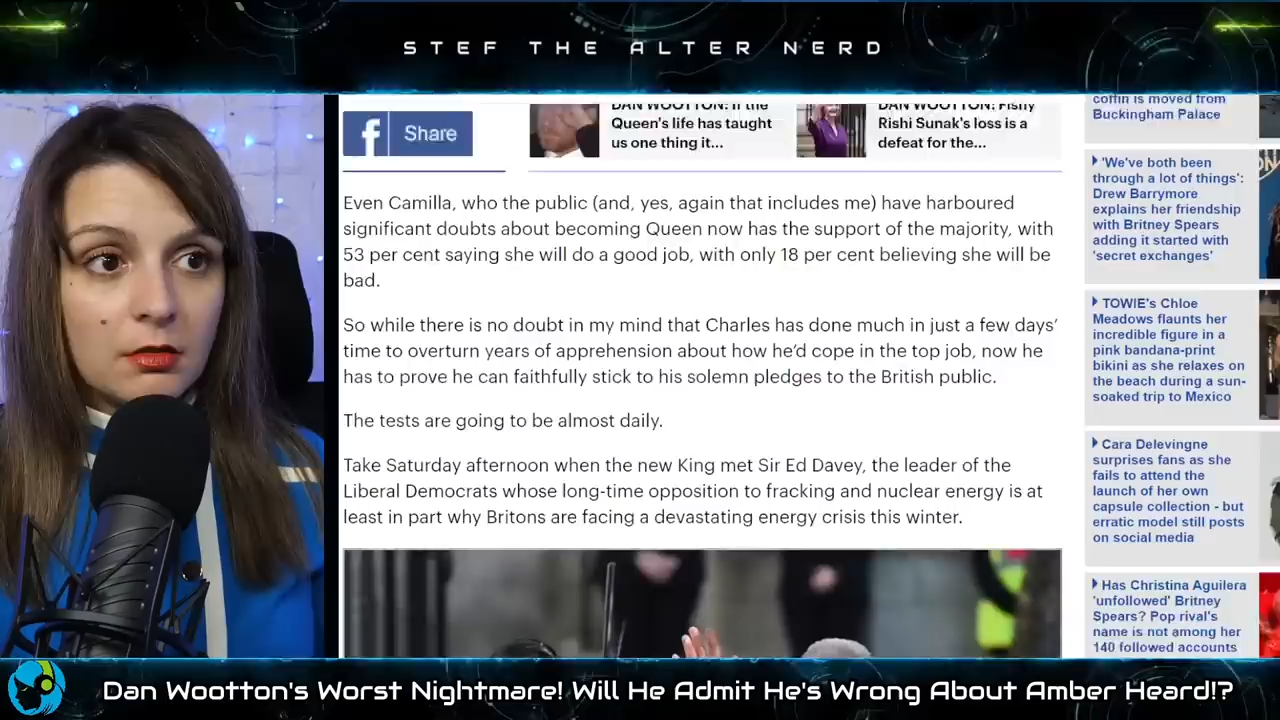 STEF THE ALTER NERD
f Share
DAN WOOTTON: If the
Queen's life has taught
us one thing it...
DAN WOOTTON: Fishy
Rishi Sunak's loss is a
defeat for the...
Even Camilla, who the public (and, yes, again that includes me) have harboured
significant doubts about becoming Queen now has the support of the majority, with
53 per cent saying she will do a good job, with only 18 per cent believing she will be
bad.
So while there is no doubt in my mind that Charles has done much in just a few days'
time to overturn years of apprehension about how he'd cope in the top job, now he
has to prove he can faithfully stick to his solemn pledges to the British public.
The tests are going to be almost daily.
Take Saturday afternoon when the new King met Sir Ed Davey, the leader of the
Liberal Democrats whose long-time opposition to fracking and nuclear energy is at
least in part why Britons are facing a devastating energy crisis this winter.
coffin is moved from
Buckingham Palace
'We've both been
through a lot of things':
Drew Barrymore
explains her friendship
with Britney Spears
adding it started with
'secret exchanges'
TOWIE's Chloe
Meadows flaunts her
incredible figure in a
pink bandana-print
bikini as she relaxes on
the beach during a sun-
soaked trip to Mexico
Cara Delevingne
surprises fans as she
fails to attend the
launch of her own
capsule collection - but
erratic model still posts
on social media
Has Christina Aguilera
'unfollowed' Britney
Spears? Pop rival's
name is not among her
140 followed accounts
Dan Wootton's Worst Nightmare! Will He Admit He's Wrong About Amber Heard!?